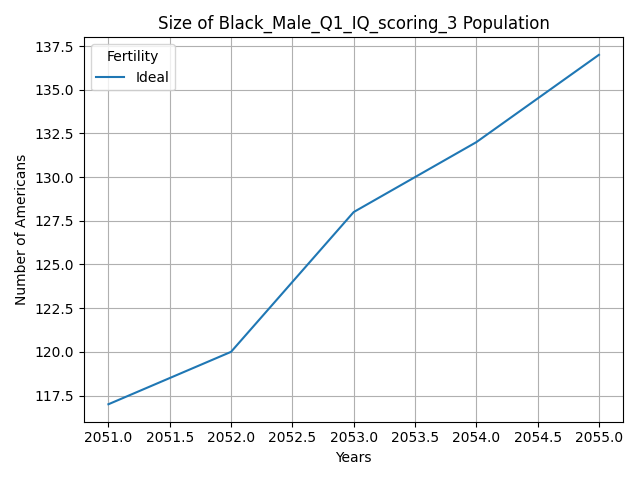 Size of Black_Male_Q1_IQ_scoring_3 Population
Fertility
Ideal
Number of Americans
137.5
135.0
132.5
130.0
127.5
125.0
122.5
120.0
117.5
2051.0 2051.5 2052.0 2052.5 2053.0 2053.5 2054.0 2054.5 2055.0
Years